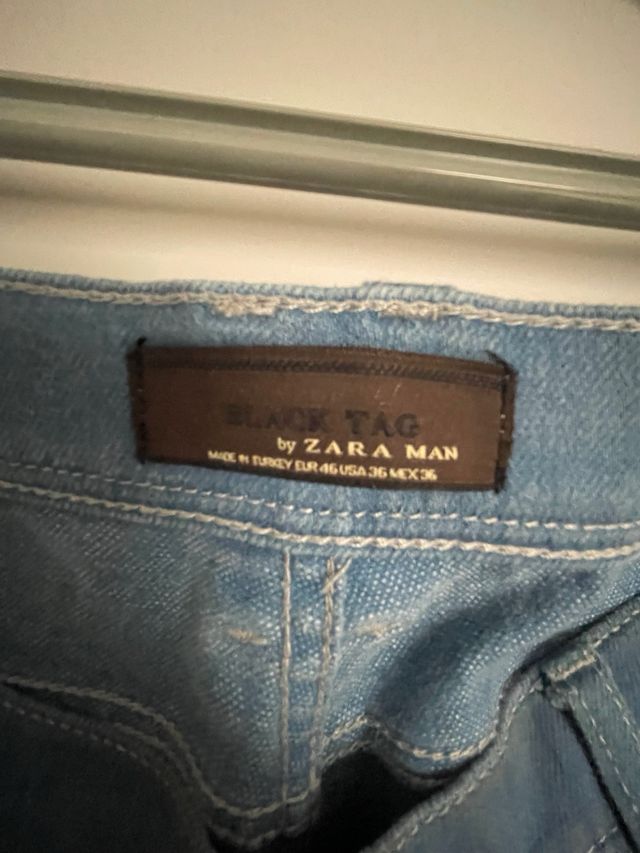 BLACK TAG
by ZARA MAN
MADE IN TURKEY EUR 46 USA 36 MEX 36